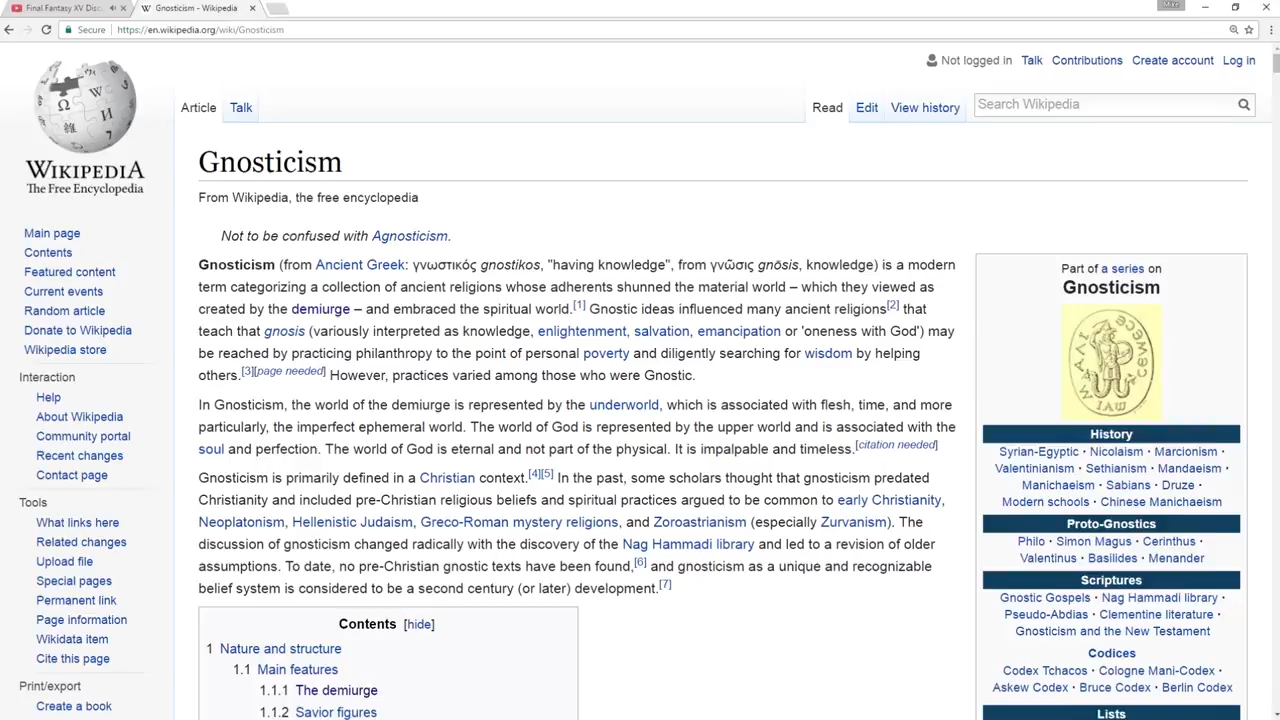 Final Fantasy XV Disc
Gnosticism - Wikipedia
Mike
Secure
https://en.wikipedia.org/wiki/Gnosticism
Not logged in Talk Contributions Create account Log in
Article Talk
Read Edit View history
Search Wikipedia
WIKIPEDIA
The Free Encyclopedia
Main page
Contents
Featured content
Current events
Random article
Donate to Wikipedia
Wikipedia store
Interaction
Help
About Wikipedia
Community portal
Recent changes
Contact page
Tools
What links here
Related changes
Upload file
Special pages
Permanent link
Page information
Wikidata item
Cite this page
Print/export
Create a book
Gnosticism
From Wikipedia, the free encyclopedia
Not to be confused with Agnosticism.
Gnosticism (from Ancient Greek: γνωστικός gnostikos, "having knowledge", from γνῶσις gnōsis, knowledge) is a modern
term categorizing a collection of ancient religions whose adherents shunned the material world – which they viewed as
created by the demiurge – and embraced the spiritual world.[1] Gnostic ideas influenced many ancient religions[2] that
teach that gnosis (variously interpreted as knowledge, enlightenment, salvation, emancipation or 'oneness with God') may
be reached by practicing philanthropy to the point of personal poverty and diligently searching for wisdom by helping
others.[3][page needed] However, practices varied among those who were Gnostic.
In Gnosticism, the world of the demiurge is represented by the underworld, which is associated with flesh, time, and more
particularly, the imperfect ephemeral world. The world of God is represented by the upper world and is associated with the
soul and perfection. The world of God is eternal and not part of the physical. It is impalpable and timeless.[citation needed]
Gnosticism is primarily defined in a Christian context.[4][5] In the past, some scholars thought that gnosticism predated
Christianity and included pre-Christian religious beliefs and spiritual practices argued to be common to early Christianity,
Neoplatonism, Hellenistic Judaism, Greco-Roman mystery religions, and Zoroastrianism (especially Zurvanism). The
discussion of gnosticism changed radically with the discovery of the Nag Hammadi library and led to a revision of older
assumptions. To date, no pre-Christian gnostic texts have been found,[6] and gnosticism as a unique and recognizable
belief system is considered to be a second century (or later) development.[7]
Contents [hide]
1 Nature and structure
1.1 Main features
1.1.1 The demiurge
1.1.2 Savior figures
Part of a series on
Gnosticism
History
Syrian-Egyptic · Nicolaism · Marcionism ·
Valentinianism · Sethianism · Mandaeism ·
Manichaeism · Sabians · Druze ·
Modern schools · Chinese Manichaeism
Proto-Gnostics
Philo · Simon Magus · Cerinthus ·
Valentinus · Basilides · Menander
Scriptures
Gnostic Gospels · Nag Hammadi library ·
Pseudo-Abdias · Clementine literature ·
Gnosticism and the New Testament
Codices
Codex Tchacos · Cologne Mani-Codex ·
Askew Codex · Bruce Codex · Berlin Codex
Lists